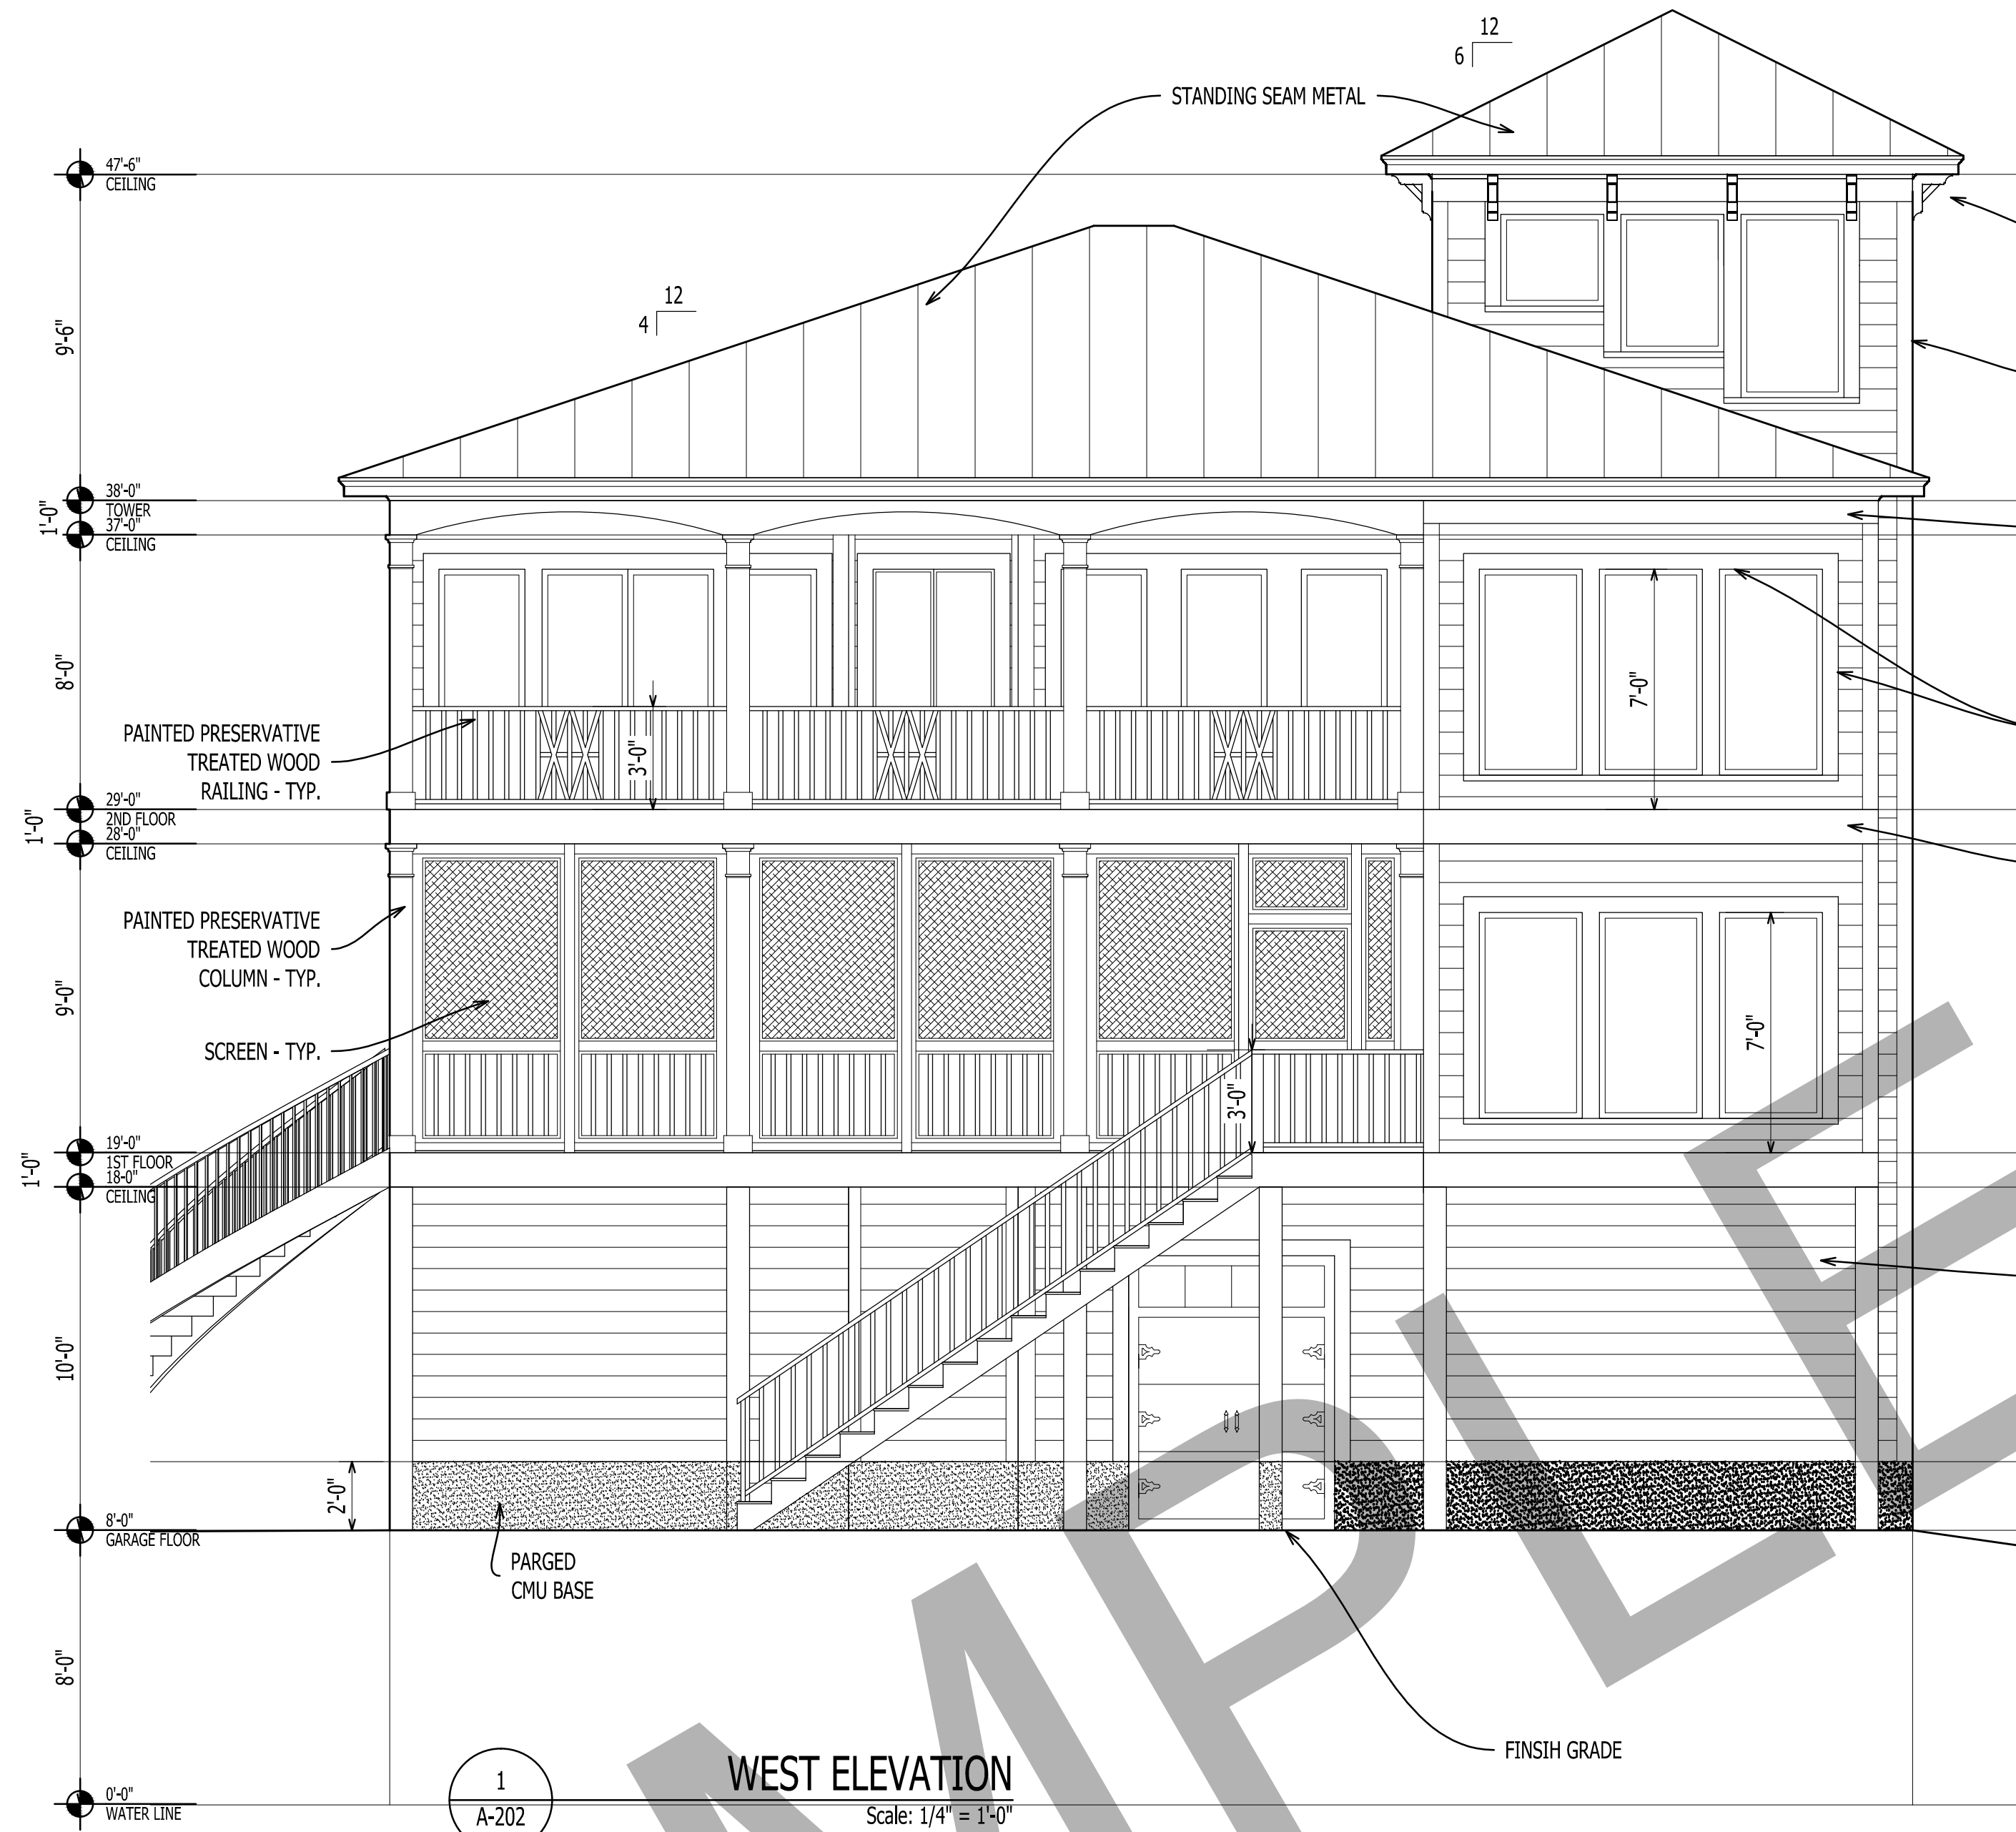 12
6
STANDING SEAM METAL
47'-6"
CEILING
12
4
9'-6"
38'-0"
TOWER
1'-0"
37'-0"
CEILING
8'-0"
7'-0"
PAINTED PRESERVATIVE
TREATED WOOD
RAILING - TYP.
3'-0"
29'-0"
2ND FLOOR
1'-0"
28'-0"
CEILING
PAINTED PRESERVATIVE
TREATED WOOD
COLUMN - TYP.
9'-0"
7'-0"
SCREEN - TYP.
3'-0"
19'-0"
1ST FLOOR
1'-0"
18-0"
CEILING
10'-0"
2'-0"
8'-0"
GARAGE FLOOR
PARGED
CMU BASE
8'-0"
FINSIH GRADE
0'-0"
WATER LINE
1
A-202
WEST ELEVATION
Scale: 1/4" = 1'-0"
MPLE